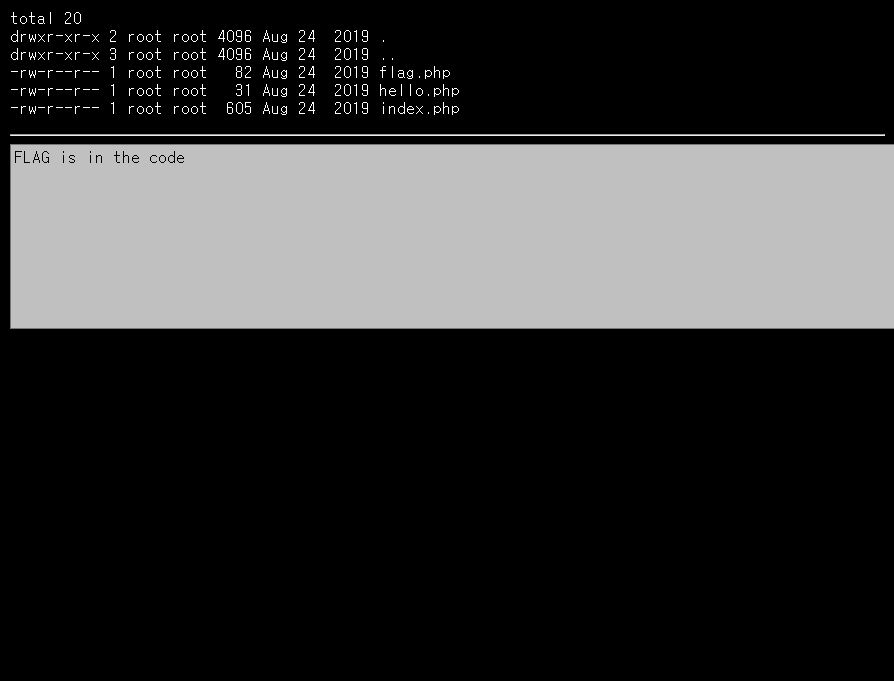 total 20
drwxr-xr-x 2 root root 4096 Aug 24  2019 .
drwxr-xr-x 3 root root 4096 Aug 24  2019 ..
-rw-r--r-- 1 root root   82 Aug 24  2019 flag.php
-rw-r--r-- 1 root root   31 Aug 24  2019 hello.php
-rw-r--r-- 1 root root  605 Aug 24  2019 index.php
FLAG is in the code